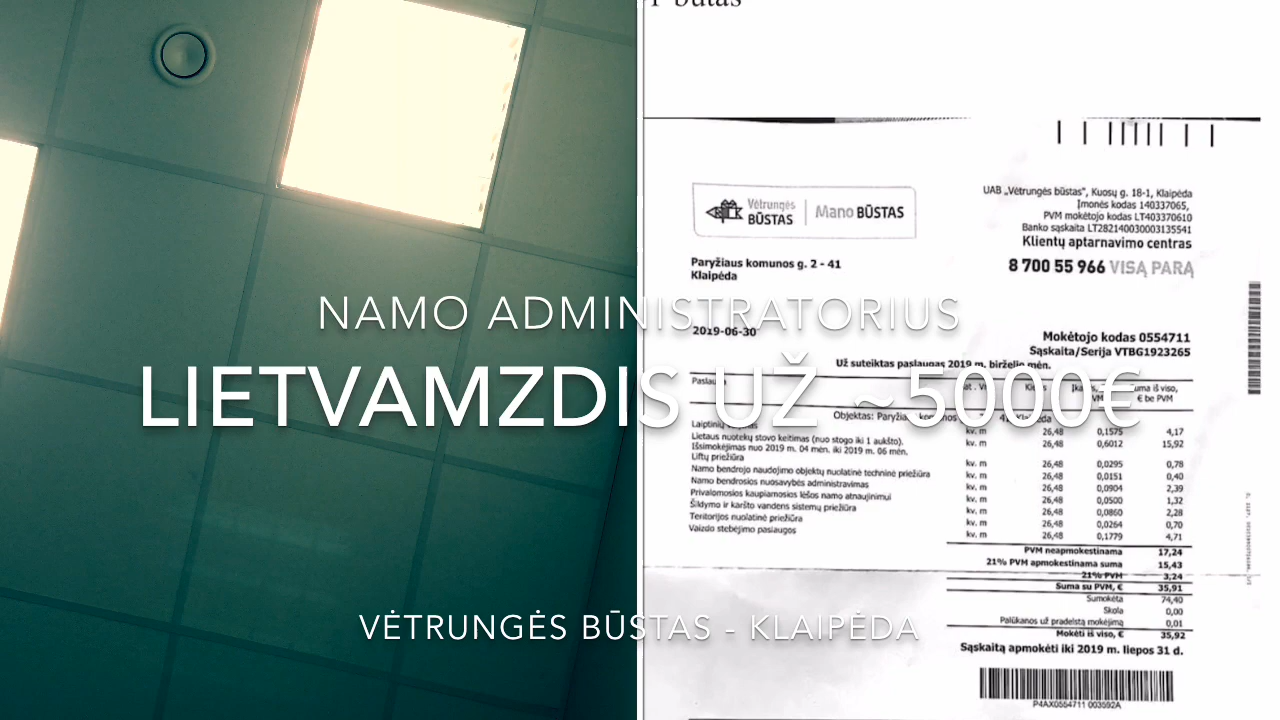 Vėtrungės BŪSTAS | Mano BŪSTAS
UAB „Vėtrungės būstas", Kuosų g. 18-1, Klaipėda
Įmonės kodas 140337065,
PVM mokėtojo kodas LT403370610
Banko sąskaita LT282140030003135541
Klientų aptarnavimo centras
8 700 55 966 VISĄ PARĄ
Paryžiaus komunos g. 2 - 41
Klaipėda
NAMO ADMINISTRATORIUS
2019-06-30
Mokėtojo kodas 0554711
Sąskaita/Serija VTBG1923265
Už suteiktas paslaugas 2019 m. birželio mėn.
LIETVAMZDIS UŽ ~5000€
suma iš viso,
€ be PVM
Objektas:
Laiptinių kv. m 26,48 0,1575 4,17
Lietaus nuotekų stovo keitimas (nuo stogo iki 1 aukšto). kv. m 26,48 0,6012 15,92
Išsimokėjimas nuo 2019 m. 04 mėn. iki 2019 m. 06 mėn.
Liftų priežiūra kv. m 26,48 0,0295 0,78
Namo bendrojo naudojimo objektų nuolatinė techninė priežiūra kv. m 26,48 0,0151 0,40
Namo bendrosios nuosavybės administravimas kv. m 26,48 0,0904 2,39
Privalomosios kaupiamosios lėšos namo atnaujinimui kv. m 26,48 0,0500 1,32
Šildymo ir karšto vandens sistemų priežiūra kv. m 26,48 0,0860 2,28
Teritorijos nuolatinė priežiūra kv. m 26,48 0,0264 0,70
Vaizdo stebėjimo paslaugos kv. m 26,48 0,1779 4,71
PVM neapmokestinama 17,24
21% PVM apmokestinama suma 15,43
21% PVM 3,24
Suma su PVM, € 35,91
Sumokėta 74,40
Skola 0,00
Palūkanos už pradelstą mokėjimą 0,01
Mokėti iš viso, € 35,92
VĖTRUNGĖS BŪSTAS - KLAIPĖDA
Sąskaitą apmokėti iki 2019 m. liepos 31 d.
P4AX0554711 003592A